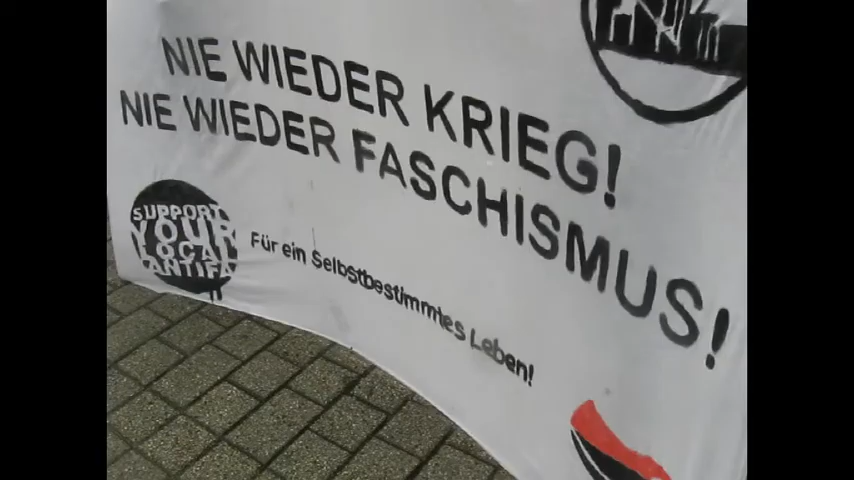 NIE WIEDER KRIEG!
NIE WIEDER FASCHISMUS!
SUPPORT
YOUR
LOCAL
ANTIFA
Für ein Selbstbestimmtes Leben!